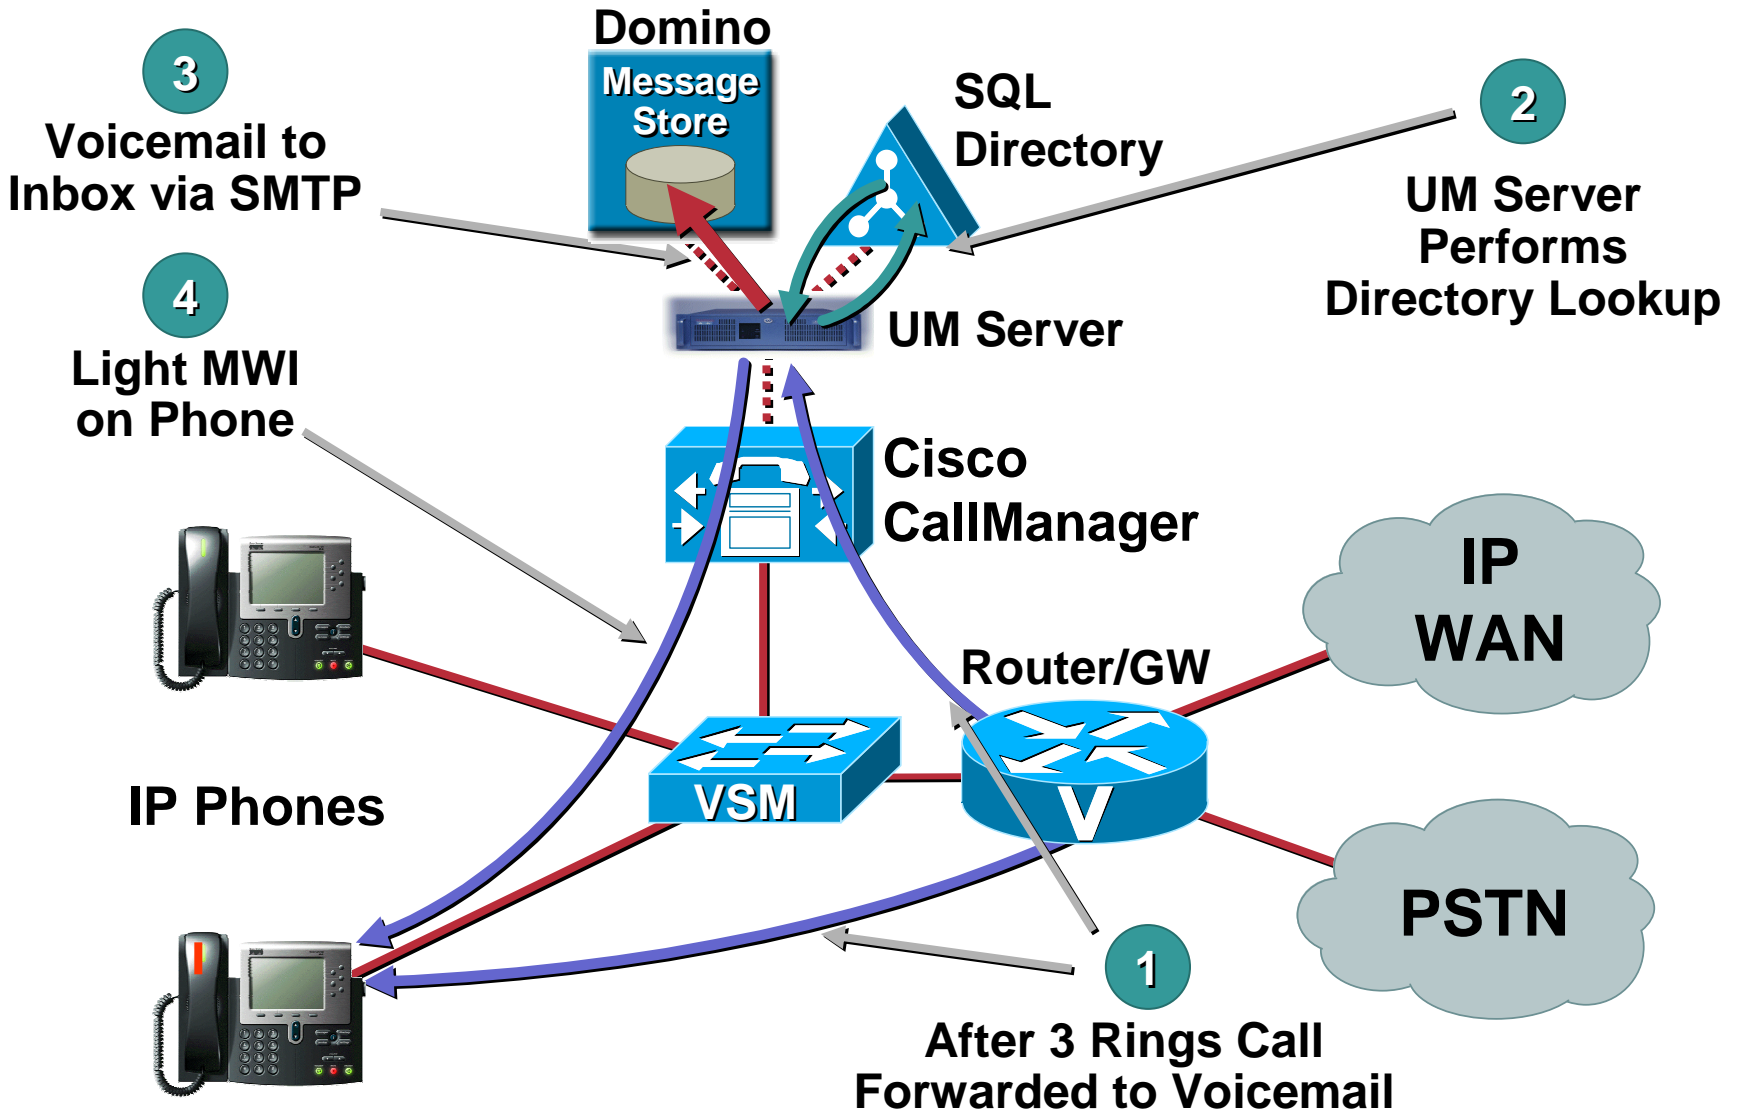 Domino
Message
Store
SQL
Directory
3
Voicemail to
Inbox via SMTP
2
UM Server
Performs
Directory Lookup
4
Light MWI
on Phone
UM Server
Cisco
CallManager
IP
WAN
Router/GW
IP Phones
VSM
V
PSTN
1
After 3 Rings Call
Forwarded to Voicemail